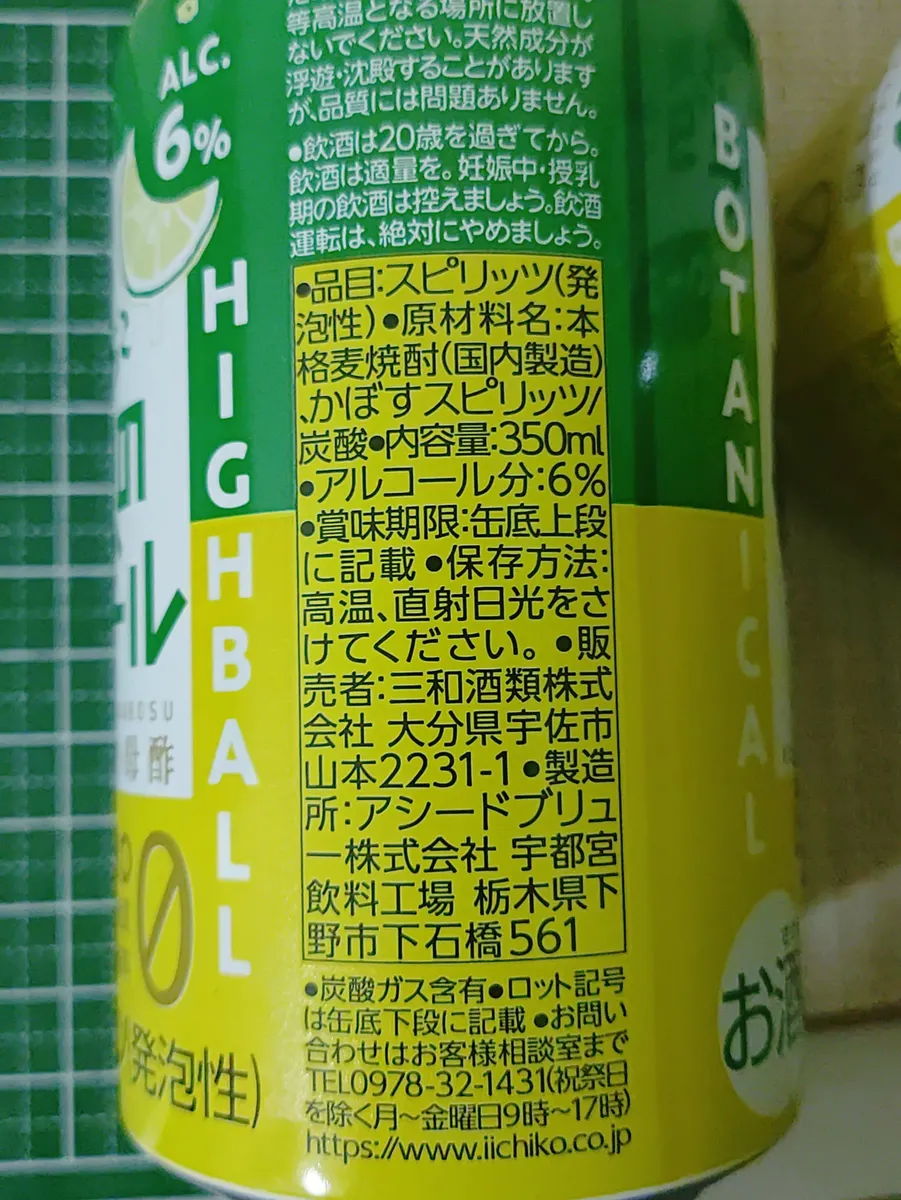 ALC.
6%
等高温となる場所に放置し
ないでください。天然成分が
浮遊・沈殿することがあります
が、品質には問題ありません。
●飲酒は20歳を過ぎてから。
飲酒は適量を。妊娠中・授乳
期の飲酒は控えましょう。飲酒
運転は、絶対にやめましょう。
●品目:スピリッツ(発
泡性)●原材料名:本
格麦焼酎(国内製造)
、かぼすスピリッツ/
炭酸●内容量:350ml
●アルコール分:6%
●賞味期限:缶底上段
に記載●保存方法:
高温、直射日光をさ
けてください。●販
売者:三和酒類株式
会社 大分県宇佐市
山本2231-1●製造
所:アシードブリュ
ー株式会社 宇都宮
飲料工場 栃木県下
野市下石橋561
●炭酸ガス含有●ロット記号
は缶底下段に記載●お問い
合わせはお客様相談室まで
TEL0978-32-1431(祝祭日
を除く月〜金曜日9時〜17時)
https://www.iichiko.co.jp
HIGHBALL
BOTANICAL
の
ール
OSU
酢
0
発泡性)
お酒